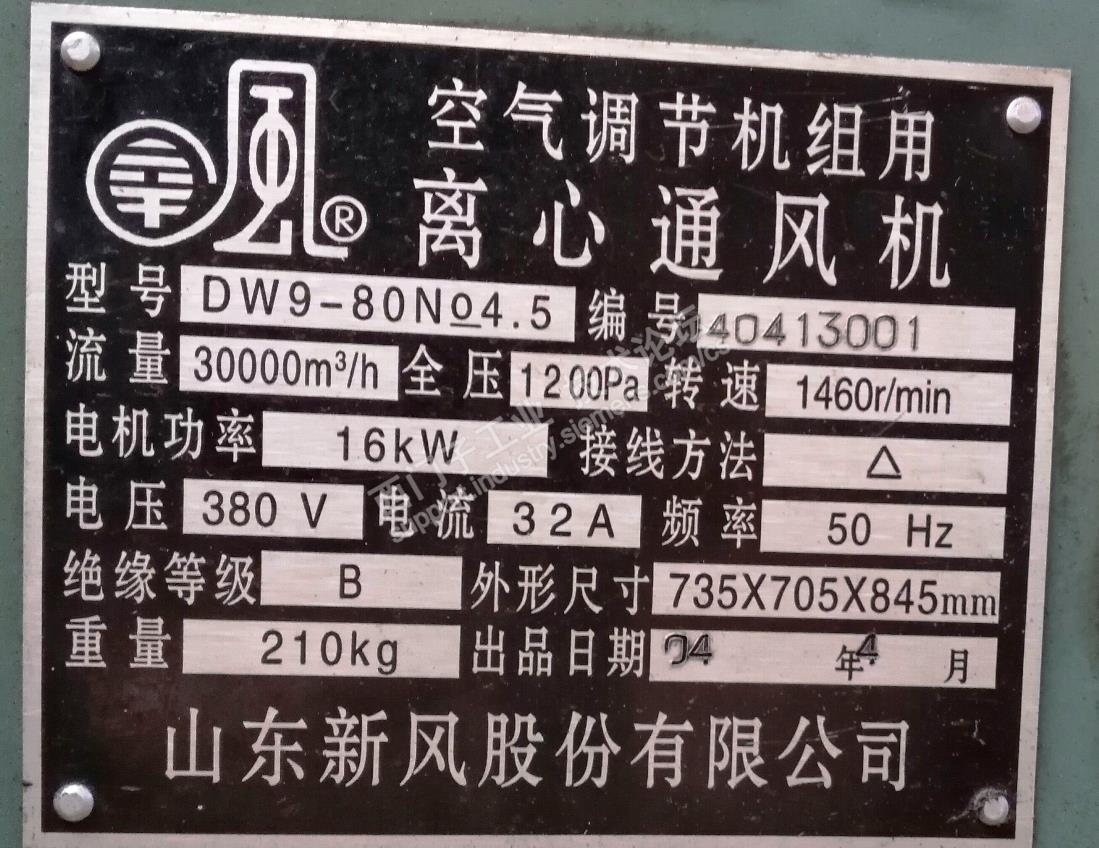 空气调节机组用
离心通风机
型号 DW9-80No4.5 编号 40413001
流量 30000m³/h 全压 1200Pa 转速 1460r/min
电机功率 16kW 接线方法 △
电压 380 V 电流 32A 频率 50 Hz
绝缘等级 B 外形尺寸 735X705X845mm
重量 210kg 出品日期 04 年 4 月
山东新风股份有限公司